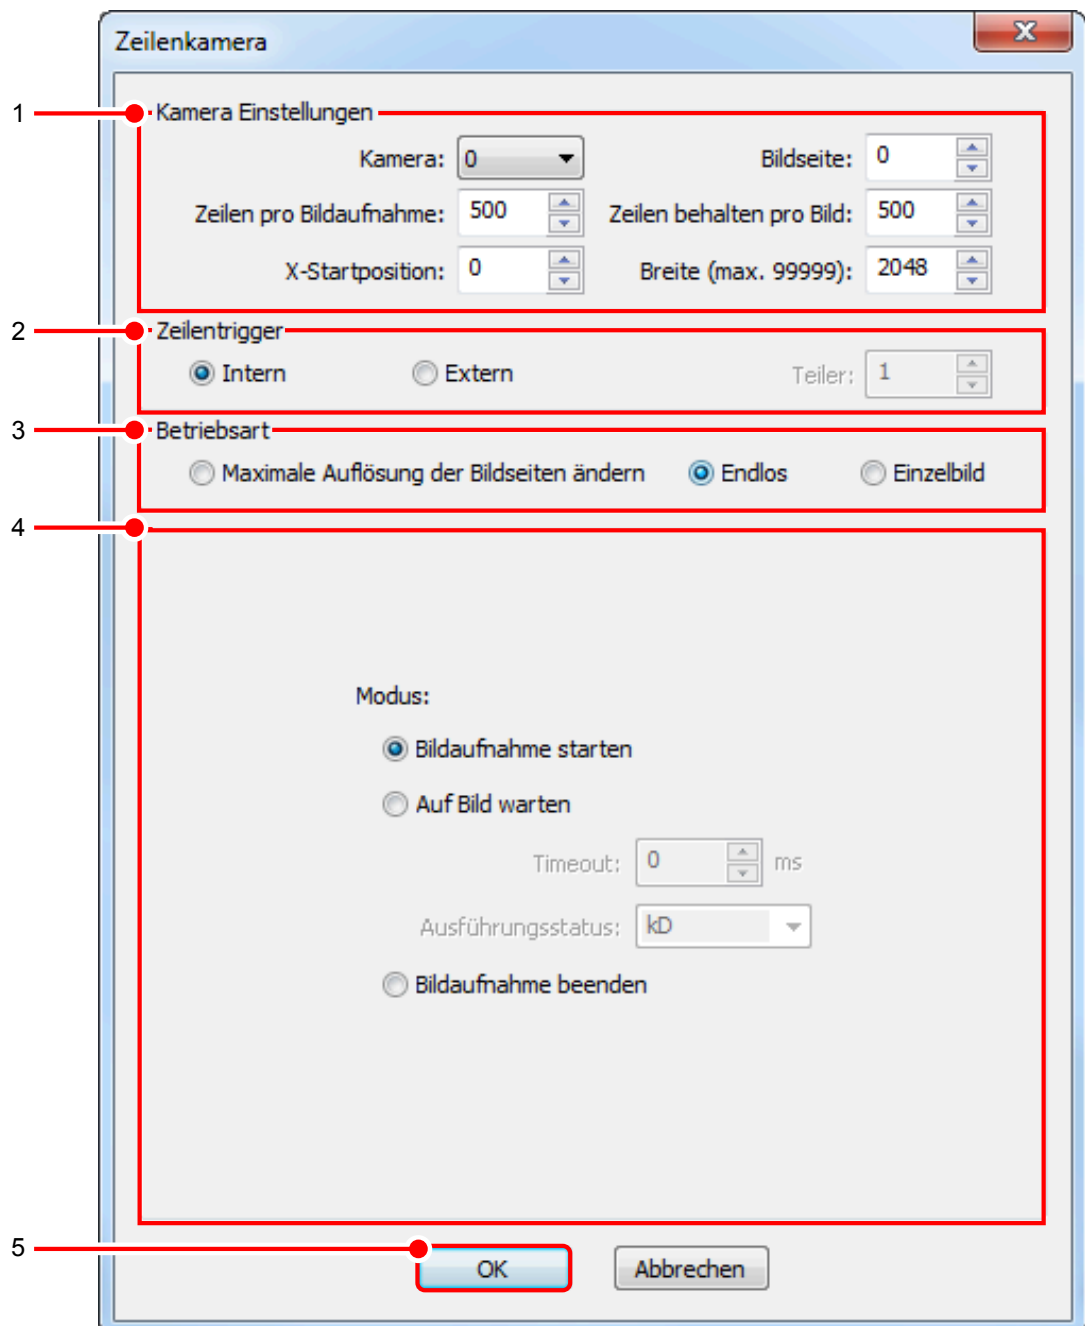 Zeilenkamera
1 Kamera Einstellungen
Kamera: 0 Bildseite: 0
Zeilen pro Bildaufnahme: 500 Zeilen behalten pro Bild: 500
X-Startposition: 0 Breite (max. 99999): 2048
2 Zeilentrigger
Intern Extern Teiler: 1
3 Betriebsart
Maximale Auflösung der Bildseiten ändern Endlos Einzelbild
4
Modus:
Bildaufnahme starten
Auf Bild warten
Timeout: 0 ms
Ausführungsstatus: kD
Bildaufnahme beenden
5 OK Abbrechen